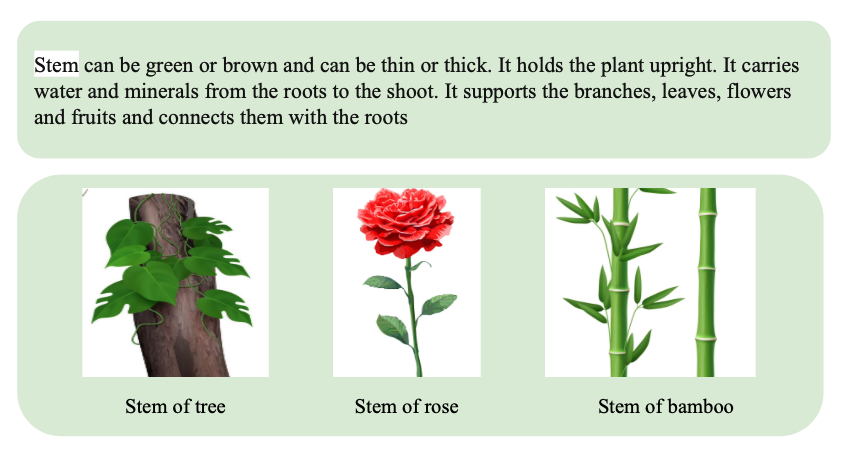 Stem can be green or brown and can be thin or thick. It holds the plant upright. It carries
water and minerals from the roots to the shoot. It supports the branches, leaves, flowers
and fruits and connects them with the roots
Stem of tree
Stem of rose
Stem of bamboo